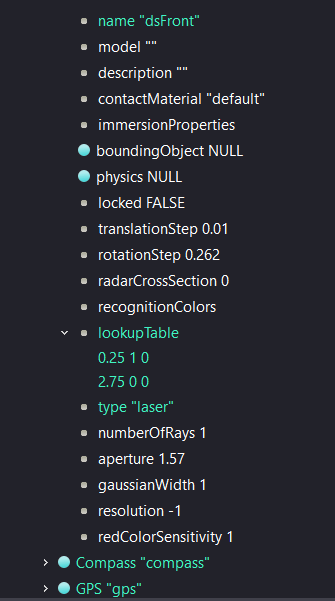 name "dsFront"
model ""
description ""
contactMaterial "default"
immersionProperties
boundingObject NULL
physics NULL
locked FALSE
translationStep 0.01
rotationStep 0.262
radarCrossSection 0
recognitionColors
lookupTable
0.25 1 0
2.75 0 0
type "laser"
numberOfRays 1
aperture 1.57
gaussianWidth 1
resolution -1
redColorSensitivity 1
Compass "compass"
GPS "gps"